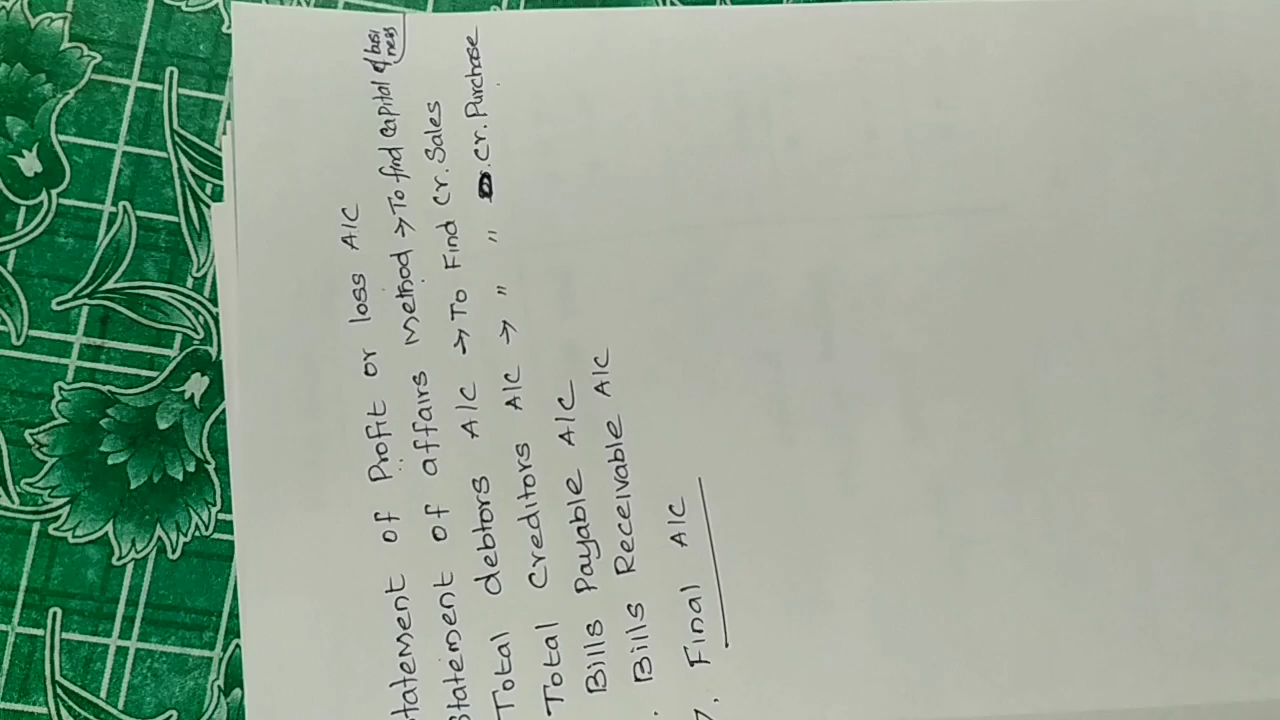 Statement of Profit or loss A/C
Statement of affairs method → To find capital of business
Total debtors A/C → To Find Cr. Sales
Total Creditors A/C → " " Cr. Purchase
Bills Payable A/C
Bills Receivable A/C
7. Final A/C